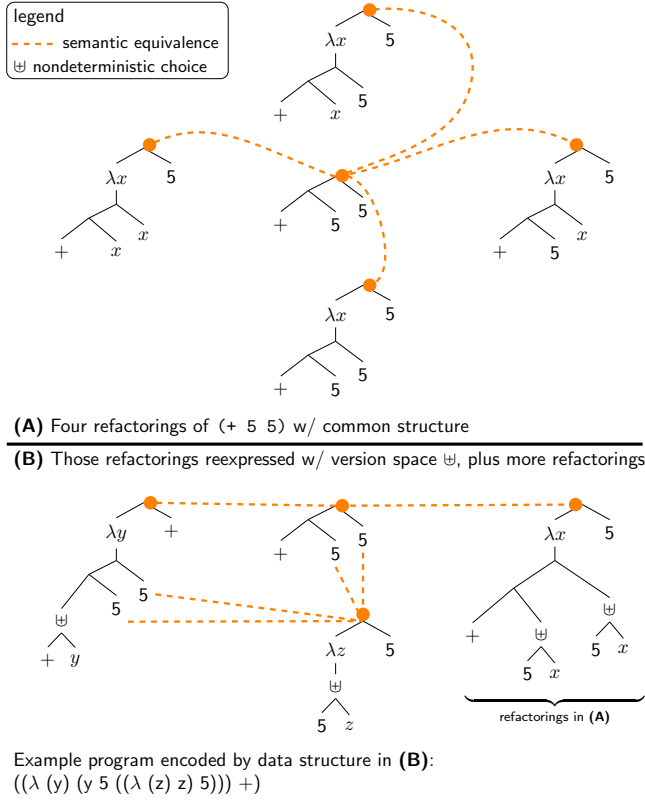 legend
semantic equivalence
⊎ nondeterministic choice
λx 5
+ x 5
λx 5
+ x x
+ 5 5
λx 5
+ 5 x
λx 5
+ 5 5
(A) Four refactorings of (+ 5 5) w/ common structure
(B) Those refactorings reexpressed w/ version space ⊎, plus more refactorings
λy +
⊎ 5 5
+ y
+ 5 5
λz 5
⊎
5 z
λx 5
+ ⊎ ⊎
5 x 5 x
refactorings in (A)
Example program encoded by data structure in (B):
((λ (y) (y 5 ((λ (z) z) 5))) +)